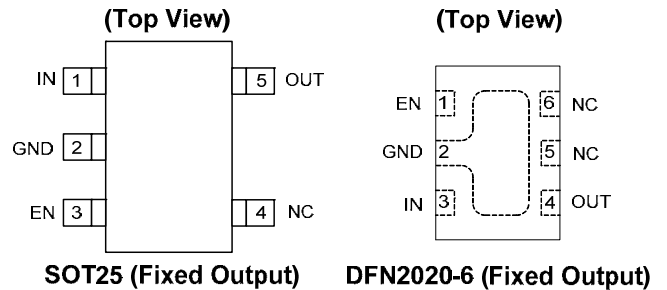 (Top View)
IN 1
5 OUT
GND 2
EN 3
4 NC
SOT25 (Fixed Output)
(Top View)
EN 1
6 NC
GND 2
5 NC
IN 3
4 OUT
DFN2020-6 (Fixed Output)